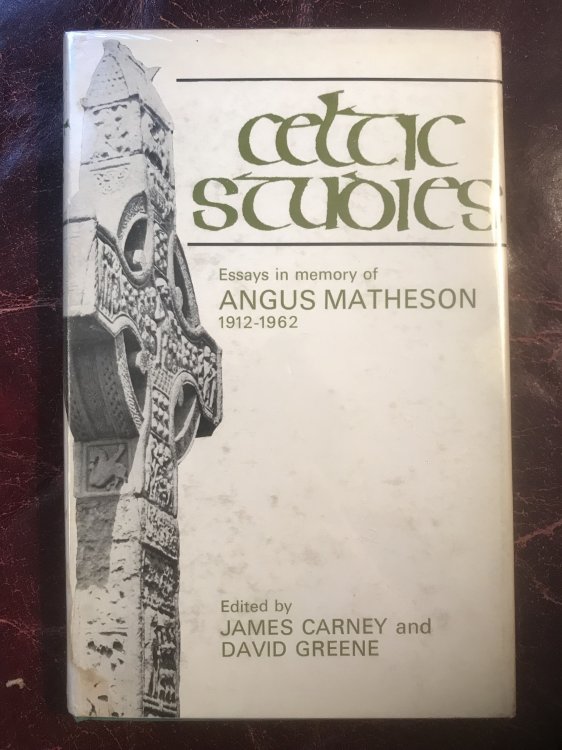 Celtic
Studies
Essays in memory of
ANGUS MATHESON
1912-1962
Edited by
JAMES CARNEY and
DAVID GREENE